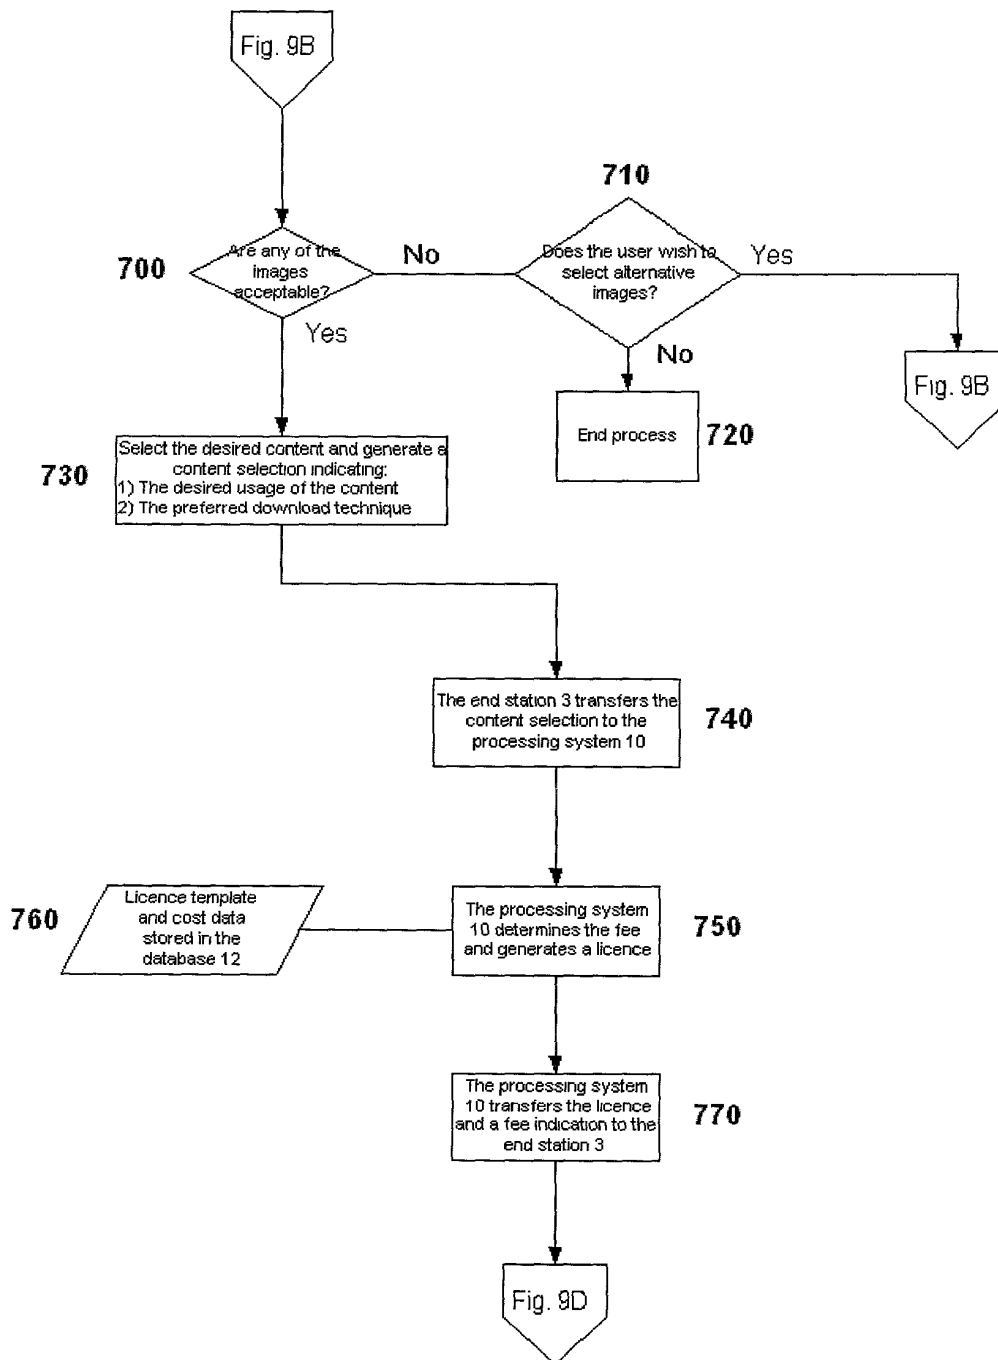 Fig. 9B
710
700
Are any of the
images
acceptable?
No
Does the user wish to
select alternative
images?
Yes
Yes
No
Fig. 9B
End process
720
730
Select the desired content and generate a
content selection indicating:
1) The desired usage of the content
2) The preferred download technique
The end station 3 transfers the
content selection to the
processing system 10
740
760
Licence template
and cost data
stored in the
database 12
The processing system
10 determines the fee
and generates a licence
750
The processing system
10 transfers the licence
and a fee indication to the
end station 3
770
Fig. 9D